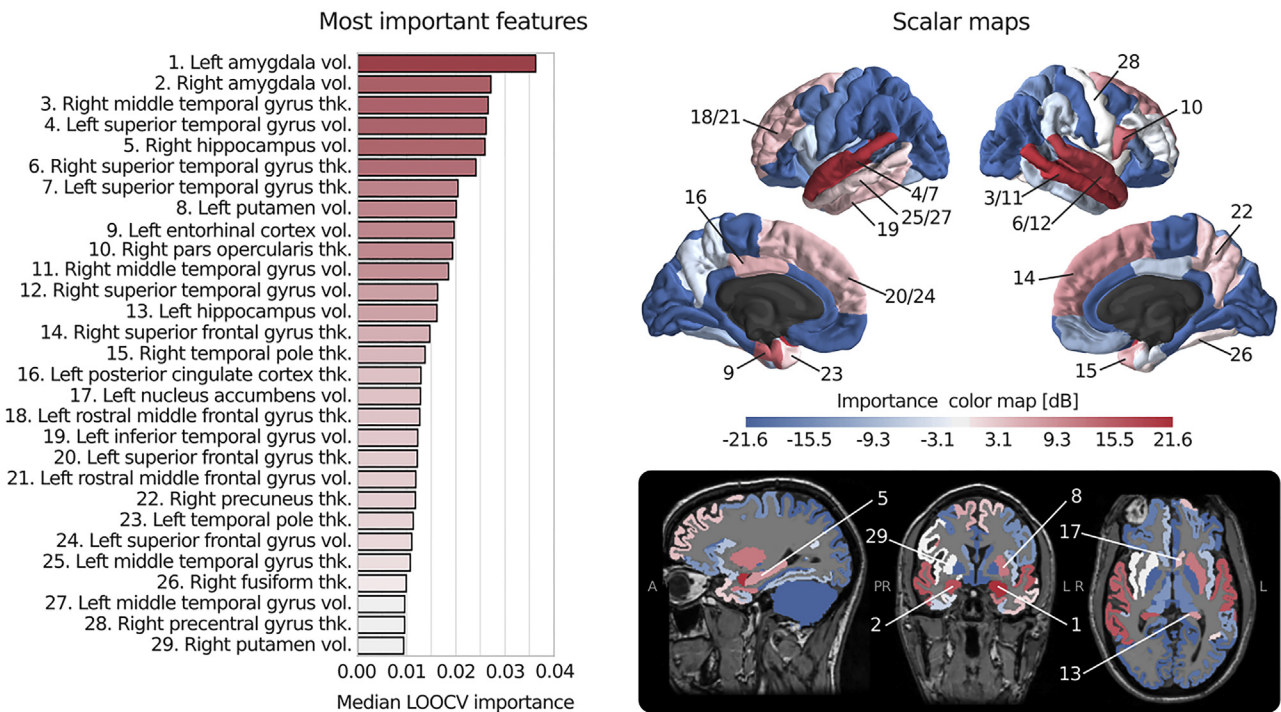 Most important features
1. Left amygdala vol.
2. Right amygdala vol.
3. Right middle temporal gyrus thk.
4. Left superior temporal gyrus vol.
5. Right hippocampus vol.
6. Right superior temporal gyrus thk.
7. Left superior temporal gyrus thk.
8. Left putamen vol.
9. Left entorhinal cortex vol.
10. Right pars opercularis thk.
11. Right middle temporal gyrus vol.
12. Right superior temporal gyrus vol.
13. Left hippocampus vol.
14. Right superior frontal gyrus thk.
15. Right temporal pole thk.
16. Left posterior cingulate cortex thk.
17. Left nucleus accumbens vol.
18. Left rostral middle frontal gyrus thk.
19. Left inferior temporal gyrus vol.
20. Left superior frontal gyrus thk.
21. Left rostral middle frontal gyrus vol.
22. Right precuneus thk.
23. Left temporal pole thk.
24. Left superior frontal gyrus vol.
25. Left middle temporal gyrus thk.
26. Right fusiform thk.
27. Left middle temporal gyrus vol.
28. Right precentral gyrus thk.
29. Right putamen vol.
0.00 0.01 0.02 0.03 0.04
Median LOOCV importance
Scalar maps
28
18/21
10
4/7
3/11
16
25/27
6/12
19
22
14
20/24
9
23
15
26
Importance color map [dB]
-21.6 -15.5 -9.3 -3.1 3.1 9.3 15.5 21.6
5
8
29
17
A
P R
L R
L
2
1
13